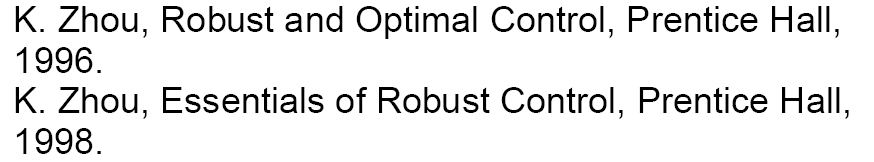 K. Zhou, Robust and Optimal Control, Prentice Hall,
1996.
K. Zhou, Essentials of Robust Control, Prentice Hall,
1998.